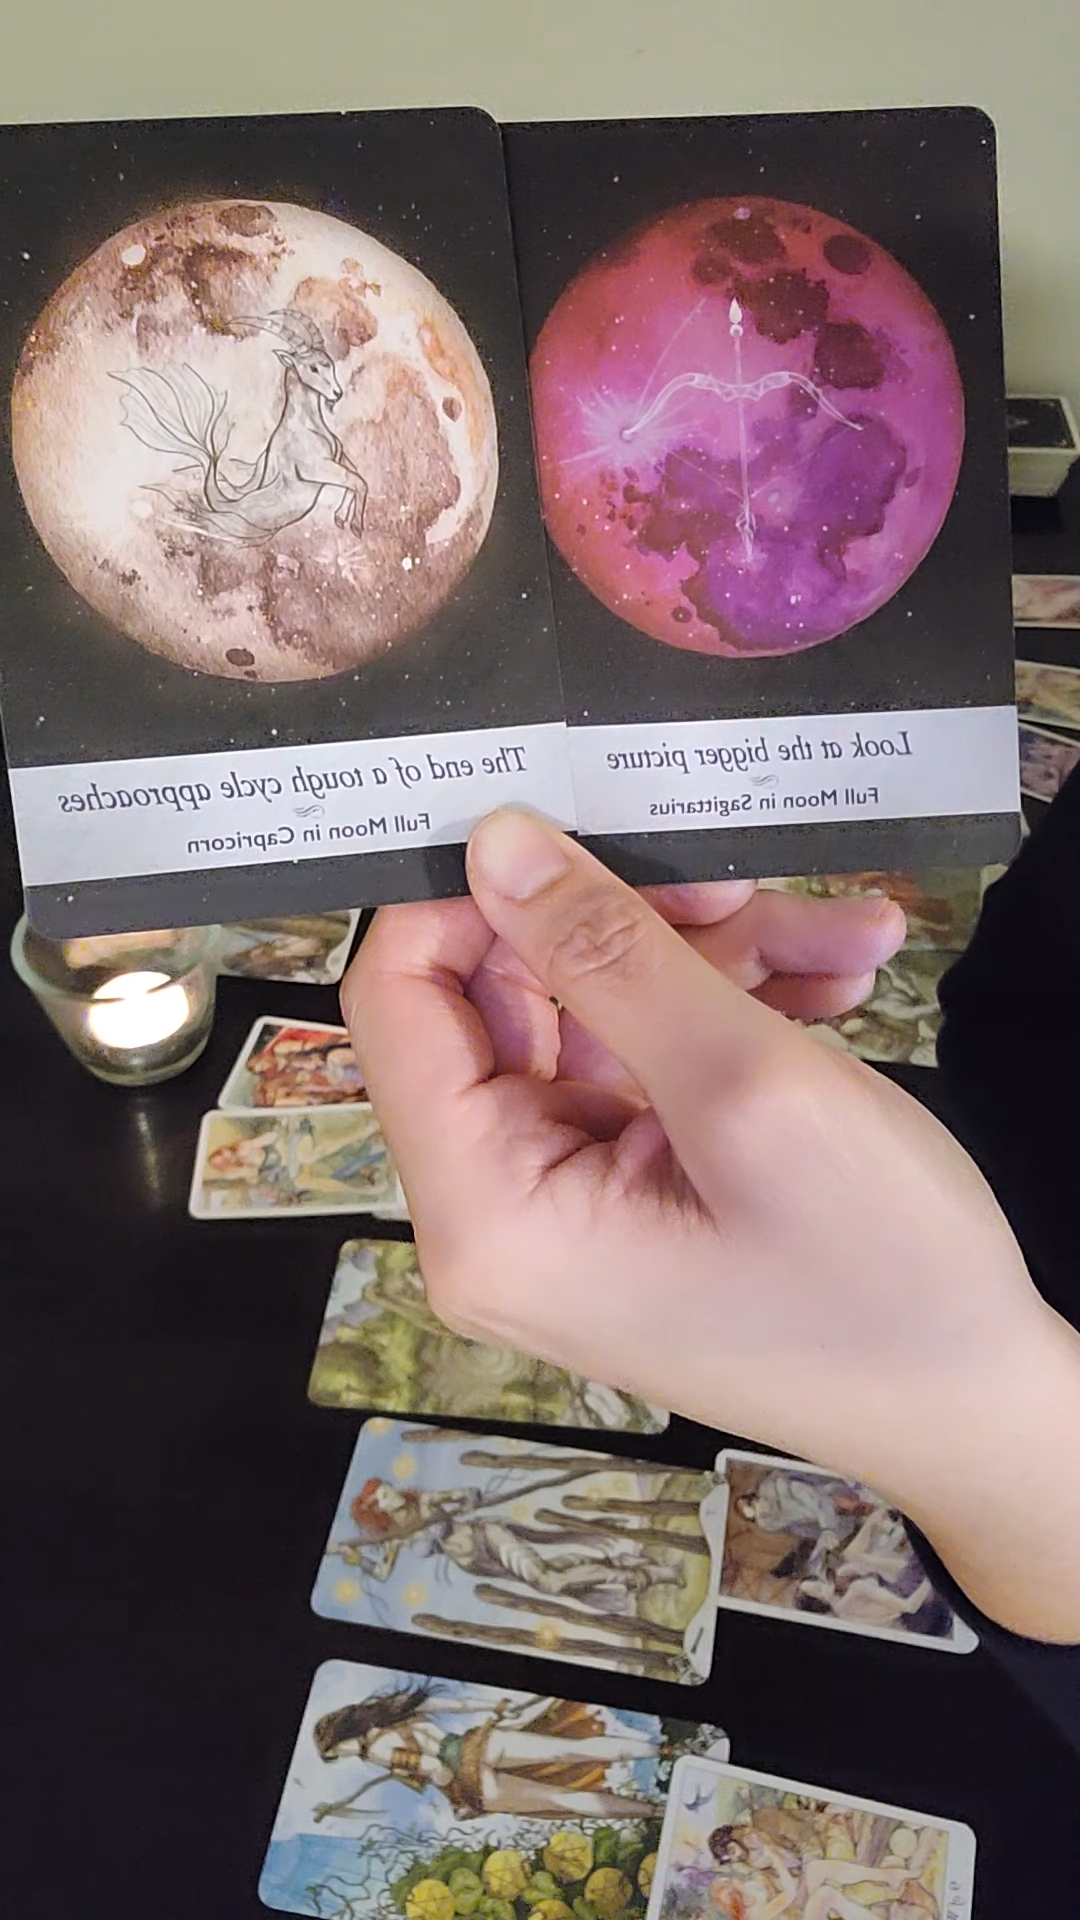 The end of a tough cycle approaches
Full Moon in Capricorn
Look at the bigger picture
Full Moon in Sagittarius